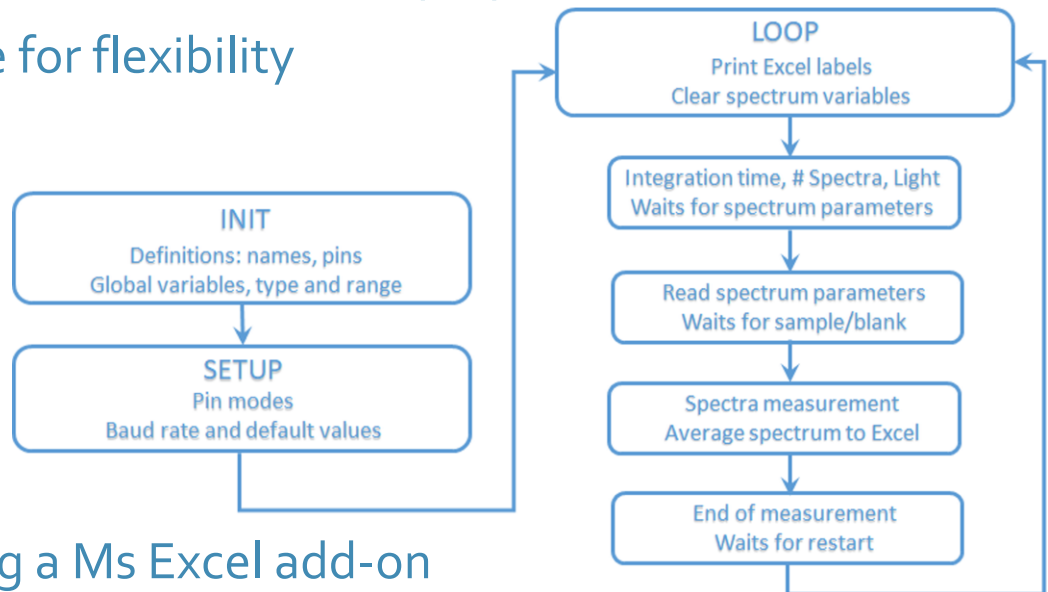 e for flexibility
INIT
Definitions: names, pins
Global variables, type and range
SETUP
Pin modes
Baud rate and default values
LOOP
Print Excel labels
Clear spectrum variables
Integration time, # Spectra, Light
Waits for spectrum parameters
Read spectrum parameters
Waits for sample/blank
Spectra measurement
Average spectrum to Excel
End of measurement
Waits for restart
g a Ms Excel add-on